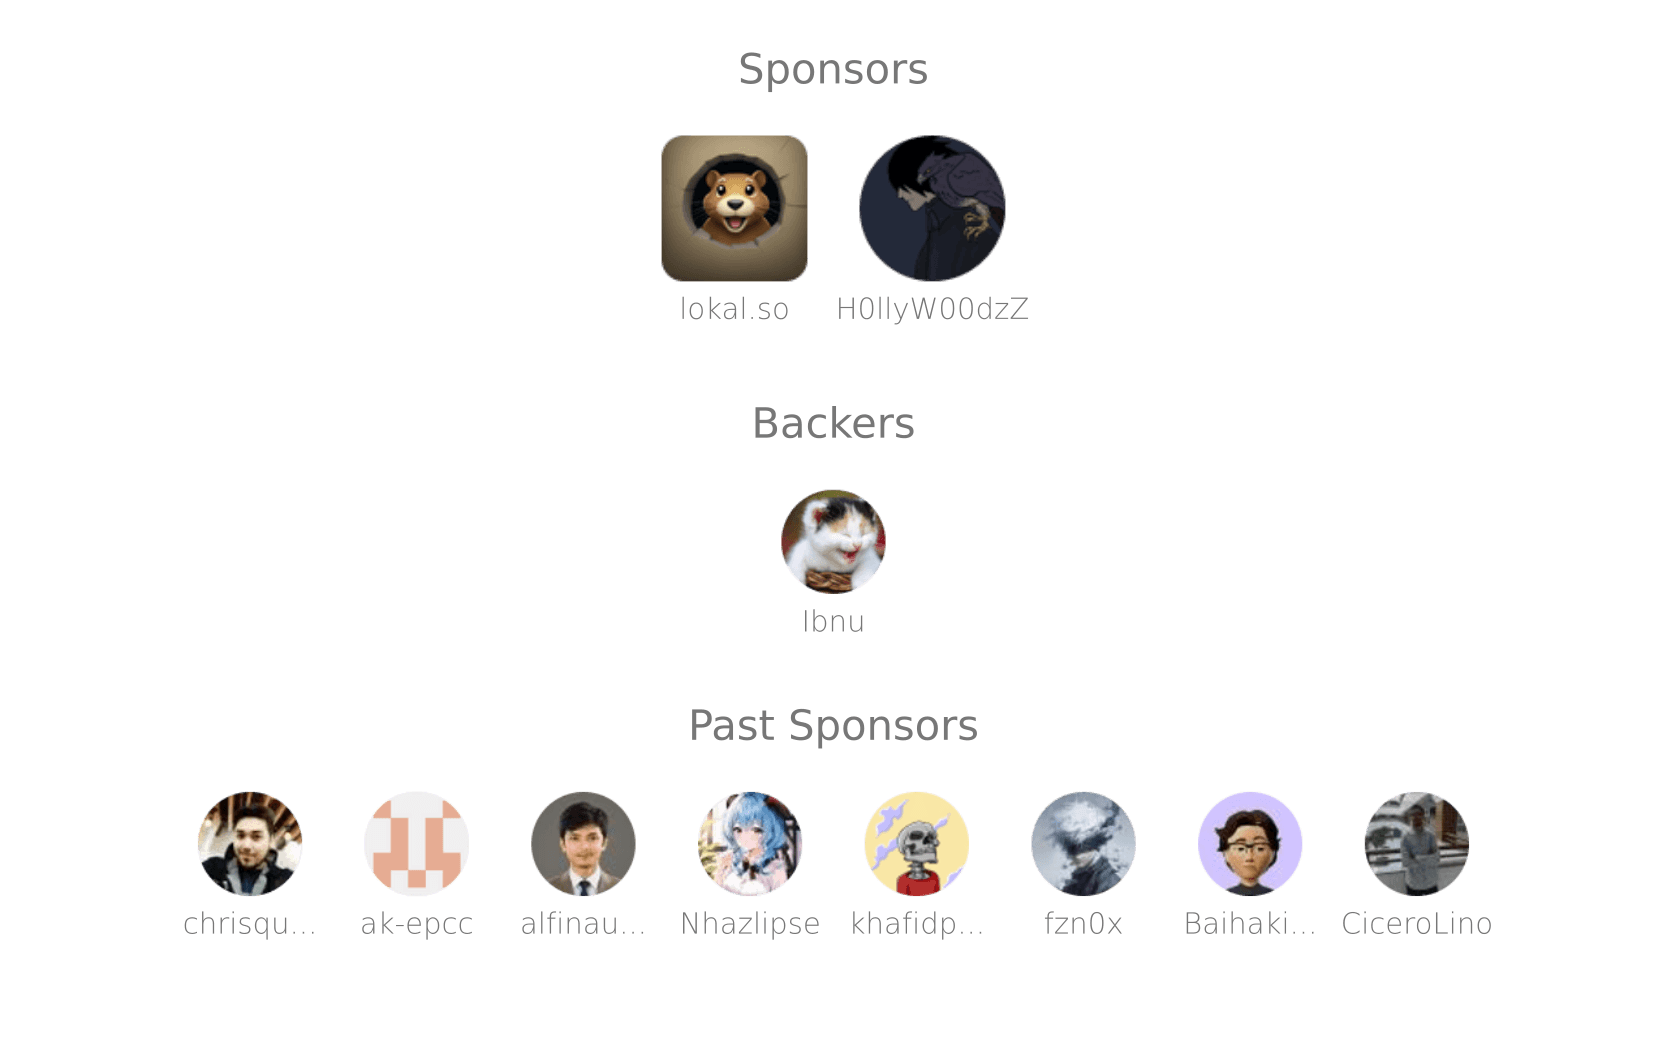 Sponsors
lokal.so H0llyW00dzZ
Backers
Ibnu
Past Sponsors
chrisqu... ak-epcc alfinau... Nhazlipse khafidp... fzn0x Baihaki... CiceroLino